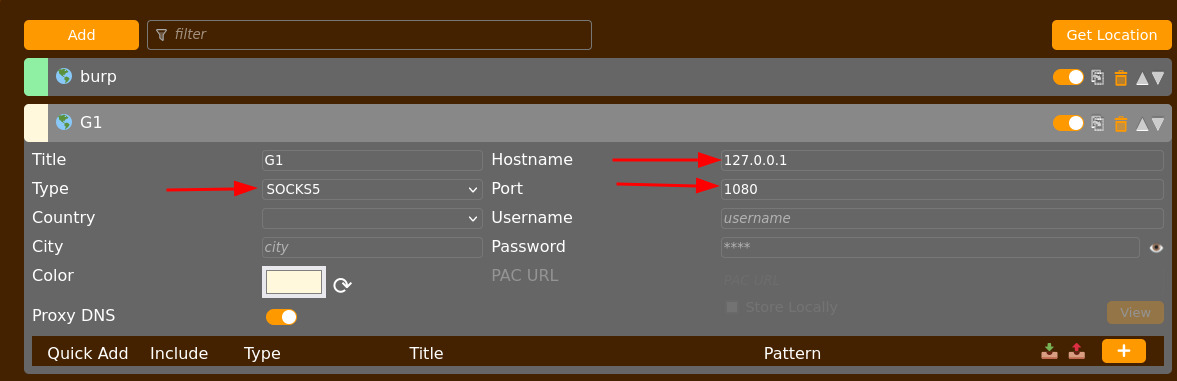 Add
filter
Get Location
burp
G1
Title G1 Hostname 127.0.0.1
Type SOCKS5 Port 1080
Country Username username
City city Password ****
Color PAC URL PAC URL
Store Locally
Proxy DNS View
Quick Add Include Type Title Pattern +